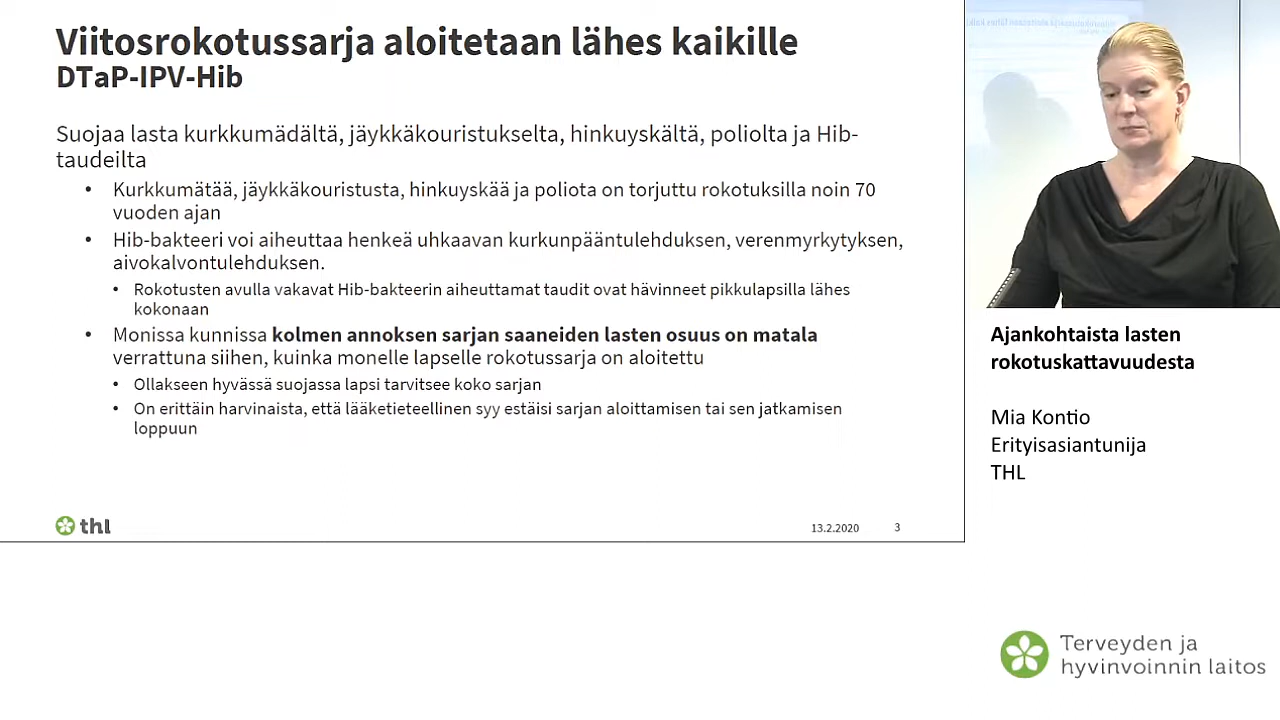 Viitosrokotussarja aloitetaan lähes kaikille
DTaP-IPV-Hib
Suojaa lasta kurkkumädältä, jäykkäkouristukselta, hinkuyskältä, poliolta ja Hib-
taudeilta
• Kurkkumätää, jäykkäkouristusta, hinkuyskää ja poliota on torjuttu rokotuksilla noin 70
vuoden ajan
• Hib-bakteeri voi aiheuttaa henkeä uhkaavan kurkunpääntulehduksen, verenmyrkytyksen,
aivokalvontulehduksen.
• Rokotusten avulla vakavat Hib-bakteerin aiheuttamat taudit ovat hävinneet pikkulapsilla lähes
kokonaan
• Monissa kunnissa kolmen annoksen sarjan saaneiden lasten osuus on matala
verrattuna siihen, kuinka monelle lapselle rokotussarja on aloitettu
• Ollakseen hyvässä suojassa lapsi tarvitsee koko sarjan
• On erittäin harvinaista, että lääketieteellinen syy estäisi sarjan aloittamisen tai sen jatkamisen
loppuun
thl
13.2.2020
3
Ajankohtaista lasten
rokotuskattavuudesta
Mia Kontio
Erityisasiantunija
THL
Terveyden ja
hyvinvoinnin laitos